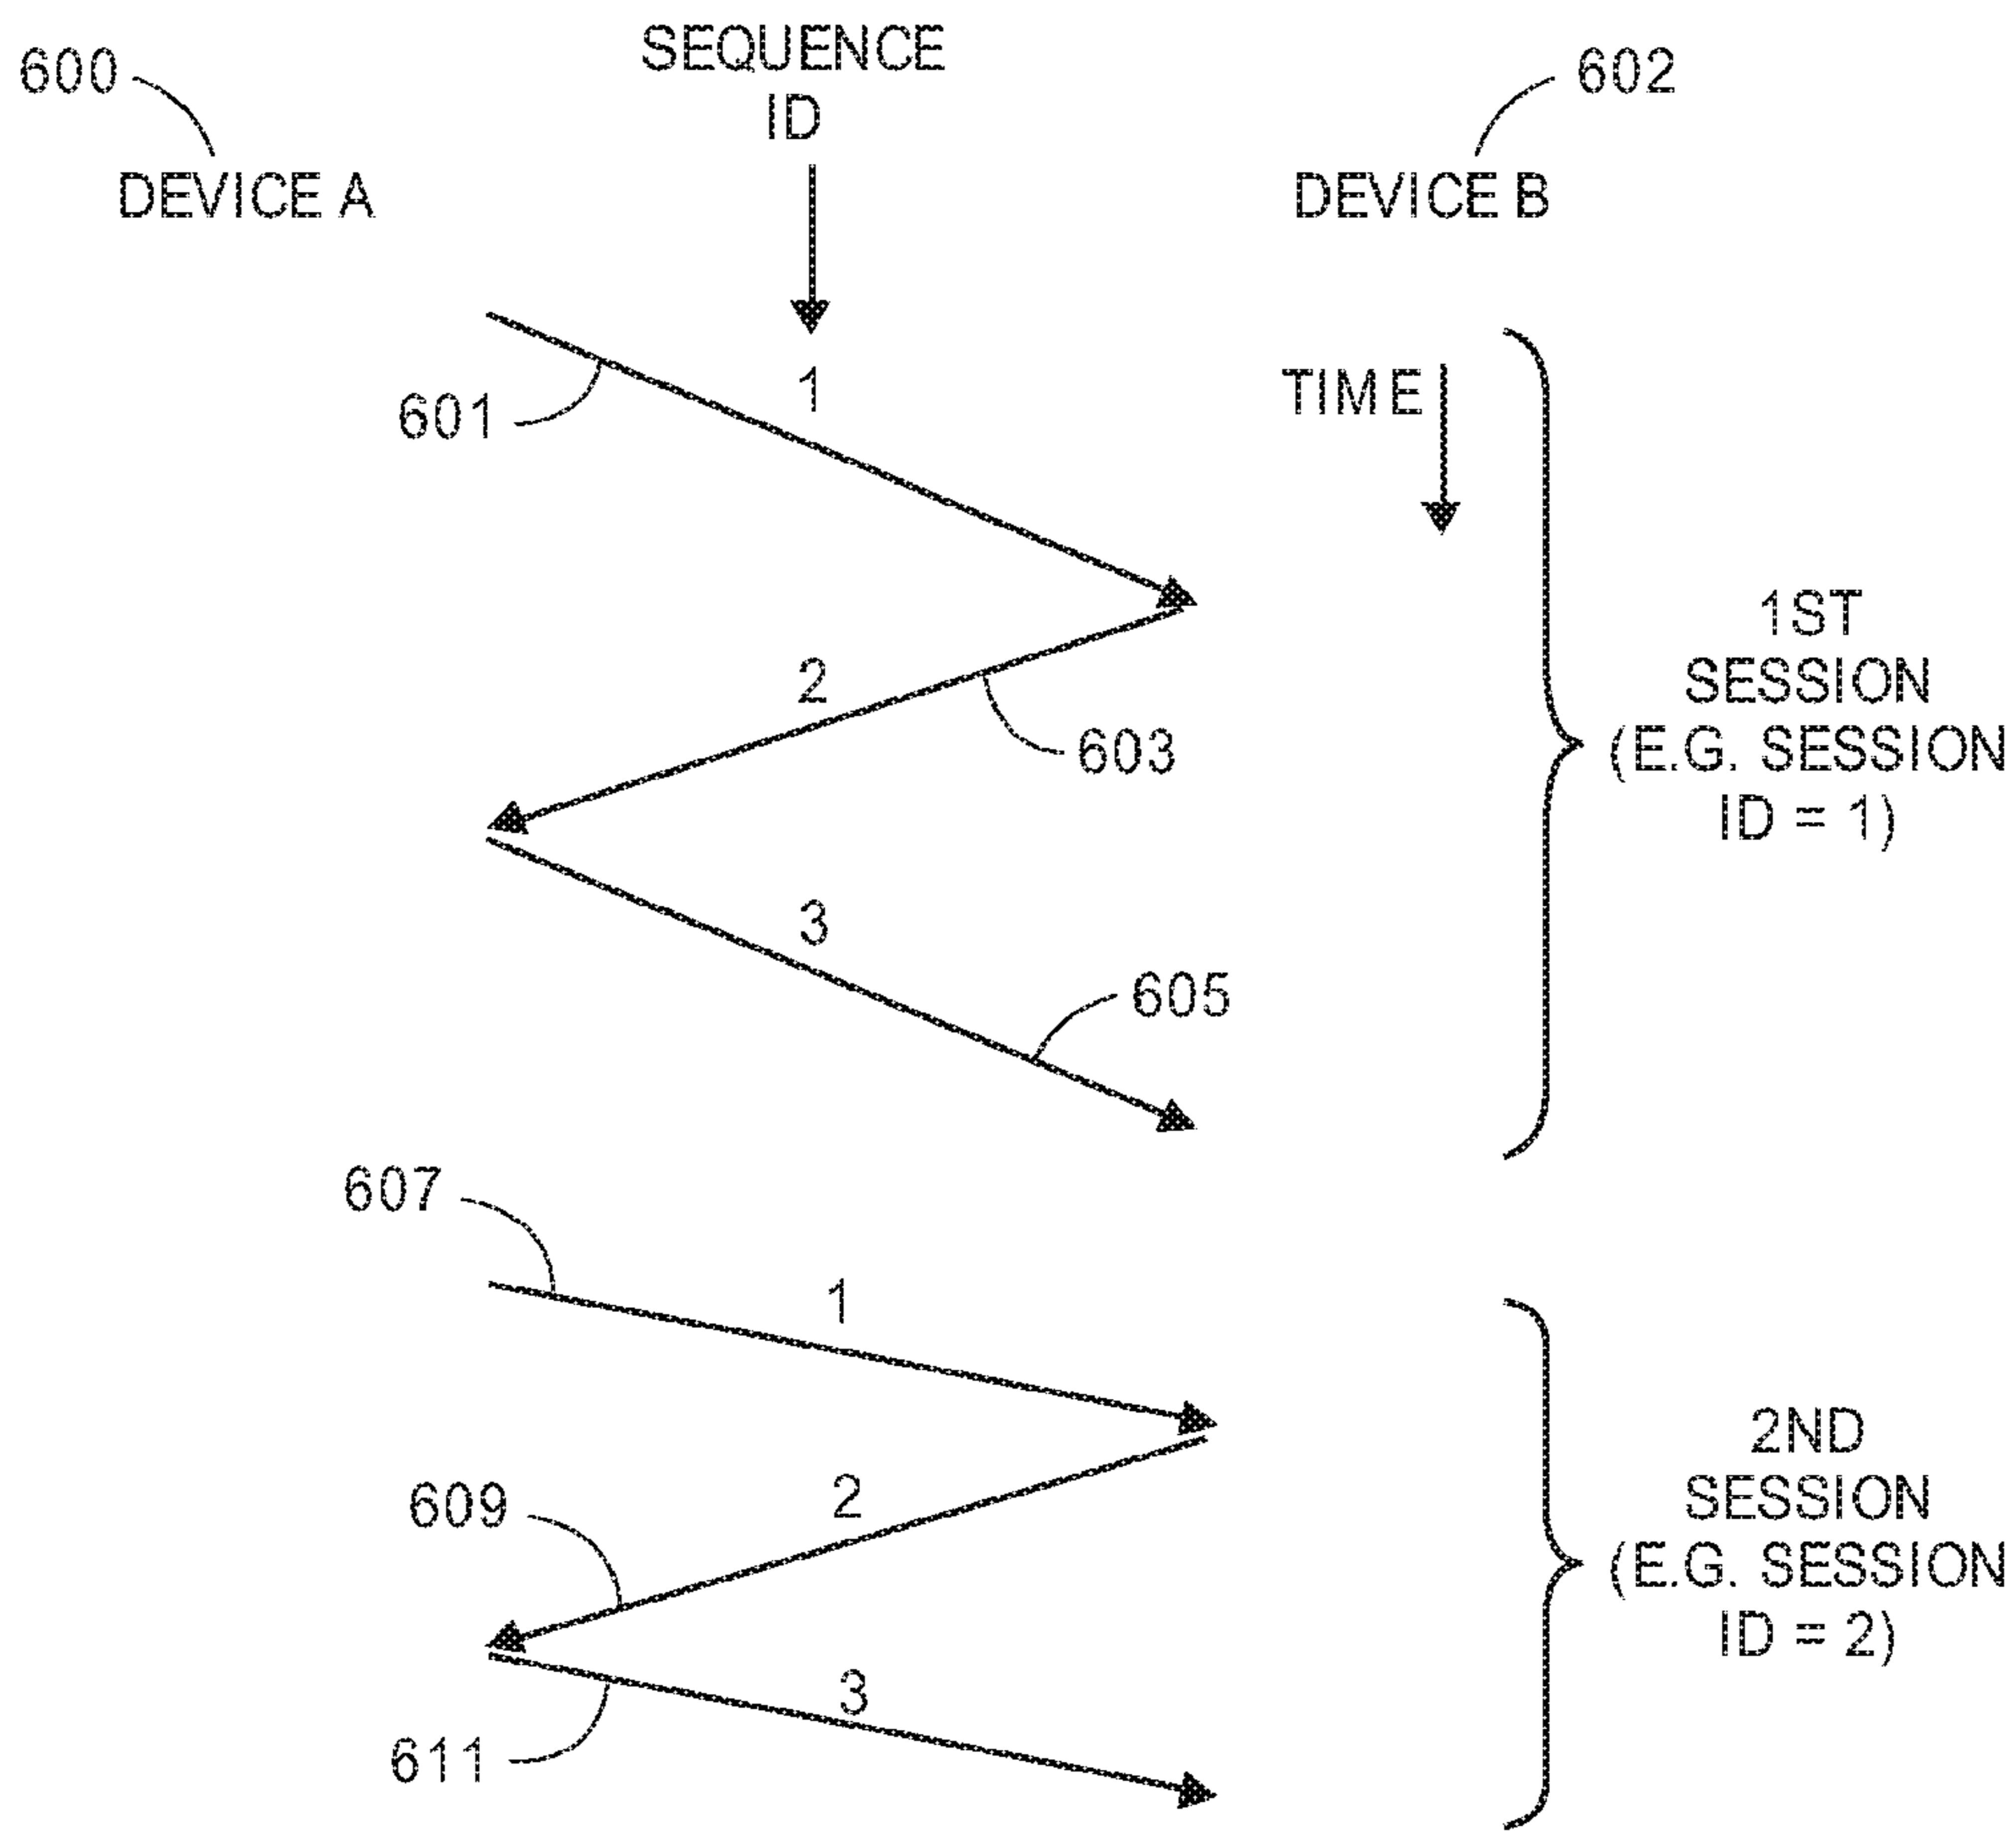 600
SEQUENCE
ID
602
DEVICE A
DEVICE B
1
TIME
601
1ST
SESSION
(E.G. SESSION
ID = 1)
2
603
3
605
607
1
2ND
SESSION
(E.G. SESSION
ID = 2)
2
609
3
611